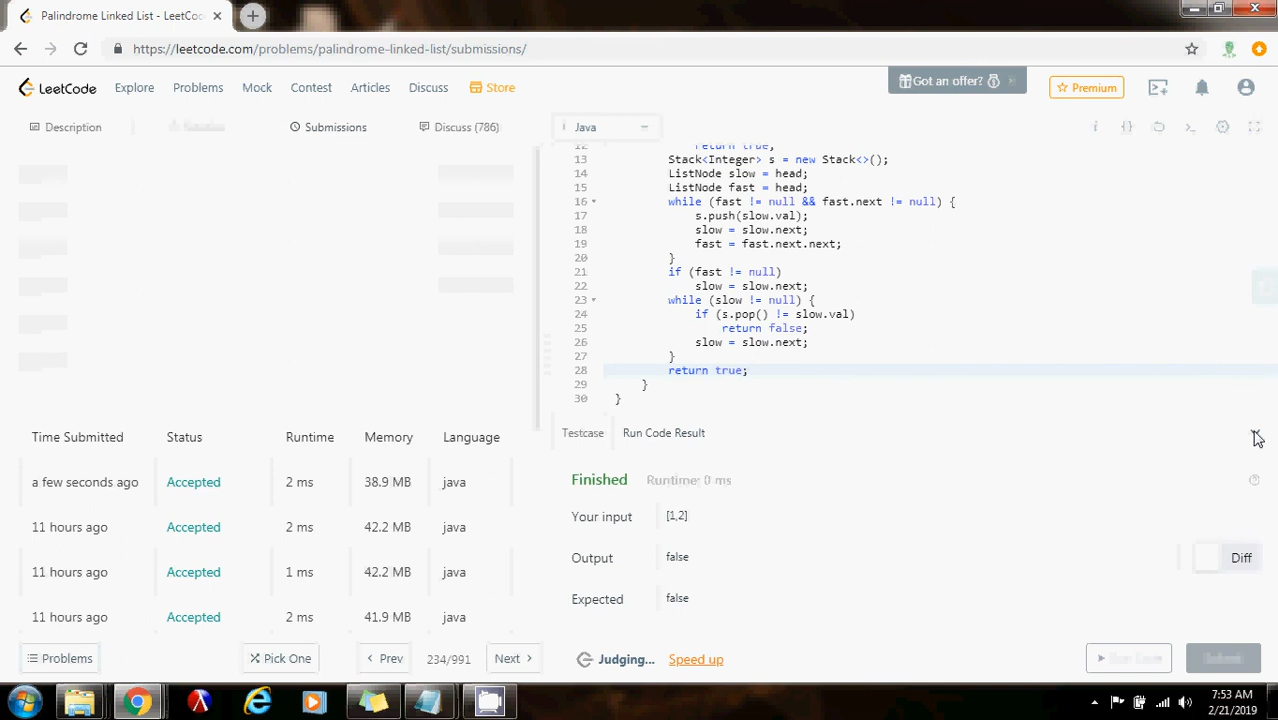 Palindrome Linked List - LeetCod
https://leetcode.com/problems/palindrome-linked-list/submissions/
LeetCode Explore Problems Mock Contest Articles Discuss Store Got an offer? Premium
Description Submissions Discuss (786) i Java
12 return true;
13 Stack<Integer> s = new Stack<>();
14 ListNode slow = head;
15 ListNode fast = head;
16 while (fast != null && fast.next != null) {
17 s.push(slow.val);
18 slow = slow.next;
19 fast = fast.next.next;
20 }
21 if (fast != null)
22 slow = slow.next;
23 while (slow != null) {
24 if (s.pop() != slow.val)
25 return false;
26 slow = slow.next;
27 }
28 return true;
29 }
30 }
Testcase Run Code Result
Time Submitted Status Runtime Memory Language
a few seconds ago Accepted 2 ms 38.9 MB java
11 hours ago Accepted 2 ms 42.2 MB java
11 hours ago Accepted 1 ms 42.2 MB java
11 hours ago Accepted 2 ms 41.9 MB java
Finished Runtime: 0 ms
Your input [1,2]
Output false Diff
Expected false
Problems Pick One Prev 234/991 Next Judging... Speed up
7:53 AM
2/21/2019